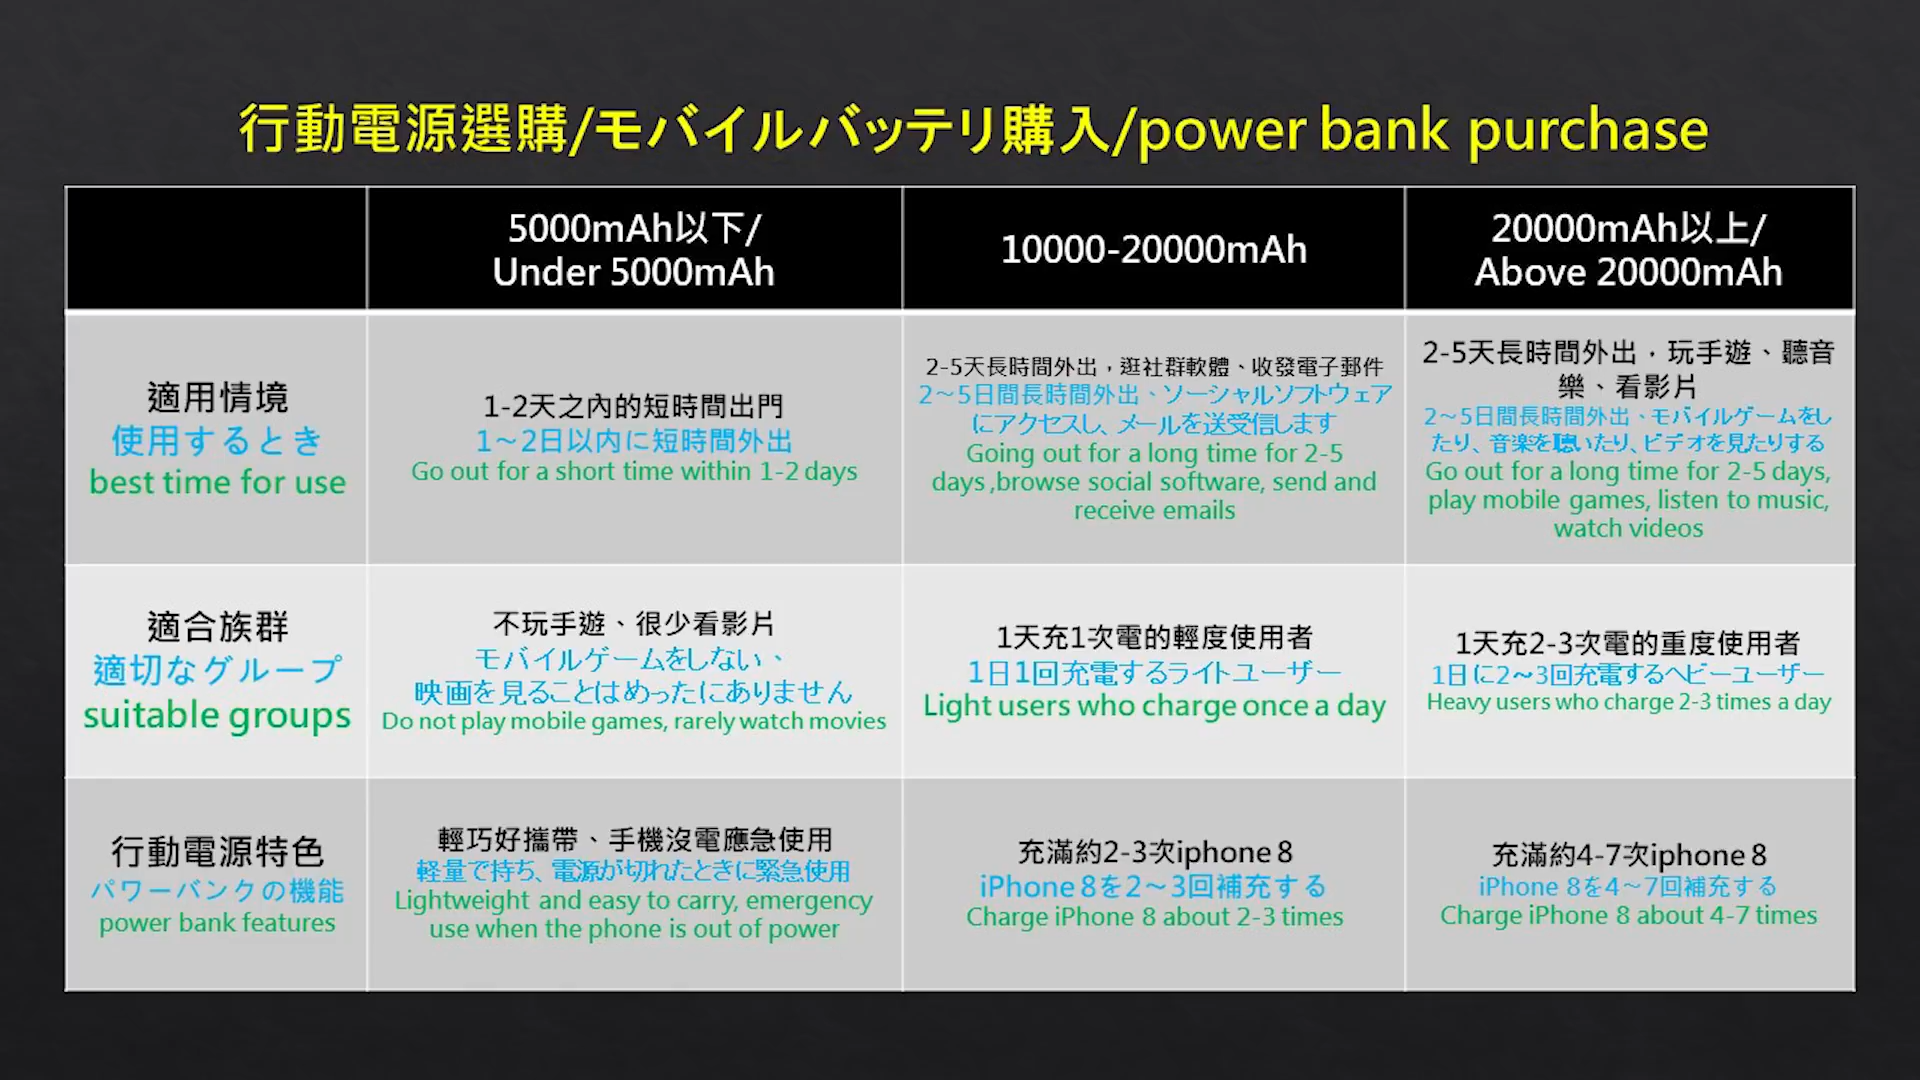 行動電源選購/モバイルバッテリ購入/power bank purchase
5000mAh以下/
Under 5000mAh
10000-20000mAh
20000mAh以上/
Above 20000mAh
適用情境
使用するとき
best time for use
1-2天之內的短時間出門
1～2日以内に短時間外出
Go out for a short time within 1-2 days
2-5天長時間外出，逛社群軟體、收發電子郵件
2～5日間長時間外出、ソーシャルソフトウェア
にアクセスし、メールを送受信します
Going out for a long time for 2-5
days ,browse social software, send and
receive emails
2-5天長時間外出，玩手遊、聽音
樂、看影片
2～5日間長時間外出、モバイルゲームをし
たり、音楽を聴いたり、ビデオを見たりする
Go out for a long time for 2-5 days,
play mobile games, listen to music,
watch videos
適合族群
適切なグループ
suitable groups
不玩手遊、很少看影片
モバイルゲームをしない、
映画を見ることはめったにありません
Do not play mobile games, rarely watch movies
1天充1次電的輕度使用者
1日1回充電するライトユーザー
Light users who charge once a day
1天充2-3次電的重度使用者
1日に2～3回充電するヘビーユーザー
Heavy users who charge 2-3 times a day
行動電源特色
パワーバンクの機能
power bank features
輕巧好攜帶、手機沒電應急使用
軽量で持ち、電源が切れたときに緊急使用
Lightweight and easy to carry, emergency
use when the phone is out of power
充滿約2-3次iphone 8
iPhone 8を2～3回補充する
Charge iPhone 8 about 2-3 times
充滿約4-7次iphone 8
iPhone 8を4～7回補充する
Charge iPhone 8 about 4-7 times